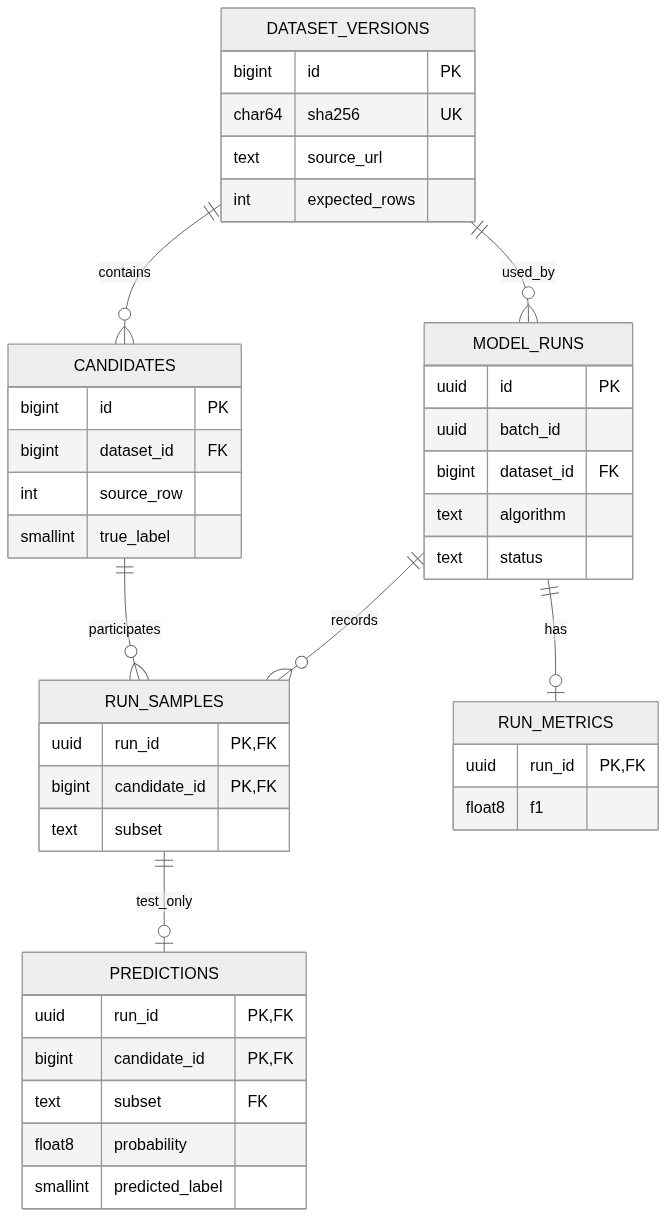 DATASET_VERSIONS
bigint id PK
char64 sha256 UK
text source_url
int expected_rows
contains
used_by
CANDIDATES
bigint id PK
bigint dataset_id FK
int source_row
smallint true_label
MODEL_RUNS
uuid id PK
uuid batch_id
bigint dataset_id FK
text algorithm
text status
participates
records
has
RUN_SAMPLES
uuid run_id PK,FK
bigint candidate_id PK,FK
text subset
RUN_METRICS
uuid run_id PK,FK
float8 f1
test_only
PREDICTIONS
uuid run_id PK,FK
bigint candidate_id PK,FK
text subset FK
float8 probability
smallint predicted_label